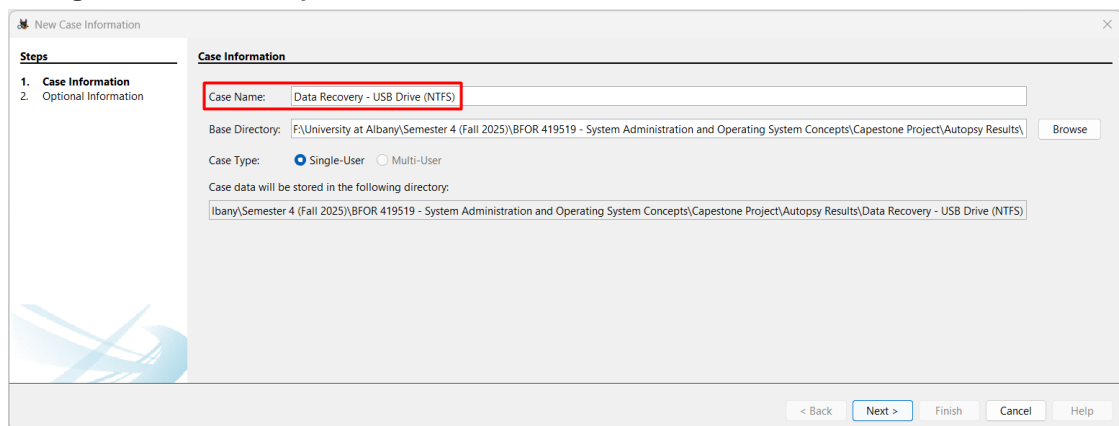 New Case Information
Steps
1. Case Information
2. Optional Information
Case Information
Case Name: Data Recovery - USB Drive (NTFS)
Base Directory: F:\University at Albany\Semester 4 (Fall 2025)\BFOR 419519 - System Administration and Operating System Concepts\Capestone Project\Autopsy Results\ Browse
Case Type: Single-User Multi-User
Case data will be stored in the following directory:
lbany\Semester 4 (Fall 2025)\BFOR 419519 - System Administration and Operating System Concepts\Capestone Project\Autopsy Results\Data Recovery - USB Drive (NTFS)
< Back Next > Finish Cancel Help